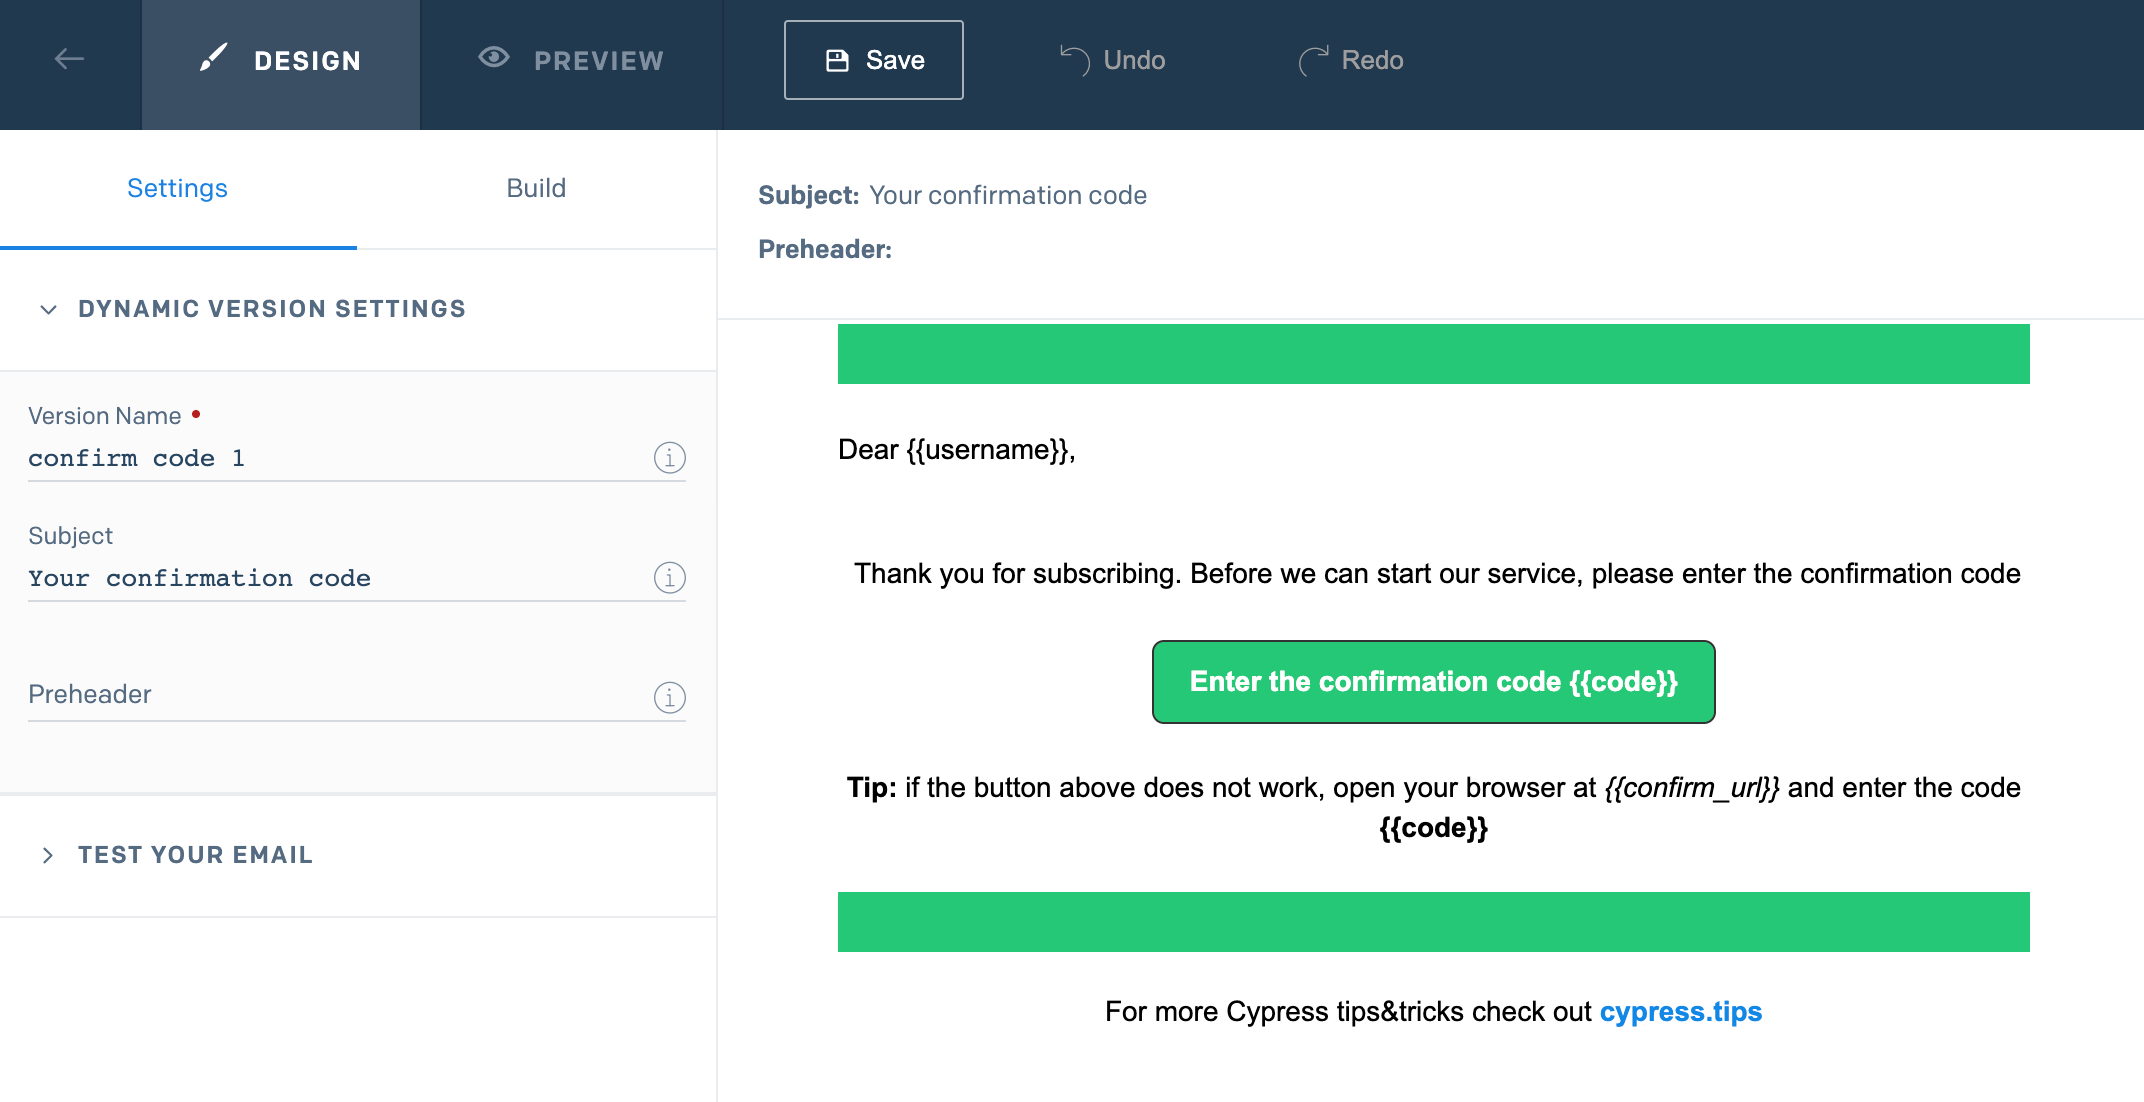 DESIGN
PREVIEW
Save
Undo
Redo
Settings
Build
DYNAMIC VERSION SETTINGS
Version Name
confirm code 1
Subject
Your confirmation code
Preheader
TEST YOUR EMAIL
Subject: Your confirmation code
Preheader:
Dear {{username}},
Thank you for subscribing. Before we can start our service, please enter the confirmation code
Enter the confirmation code {{code}}
Tip: if the button above does not work, open your browser at {{confirm_url}} and enter the code
{{code}}
For more Cypress tips&tricks check out cypress.tips